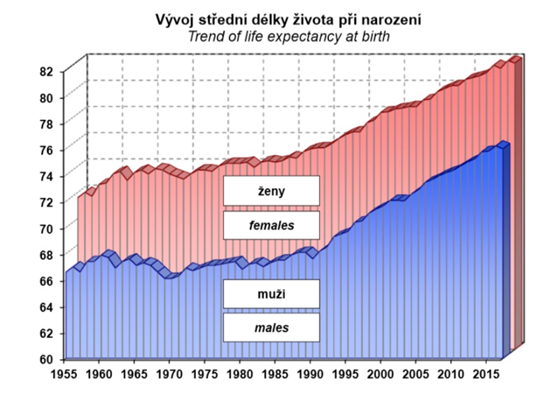 Vývoj střední délky života při narození
Trend of life expectancy at birth
82
80
78
76
74
72
70
68
66
64
62
60
ženy
females
muži
males
1955 1960 1965 1970 1975 1980 1985 1990 1995 2000 2005 2010 2015